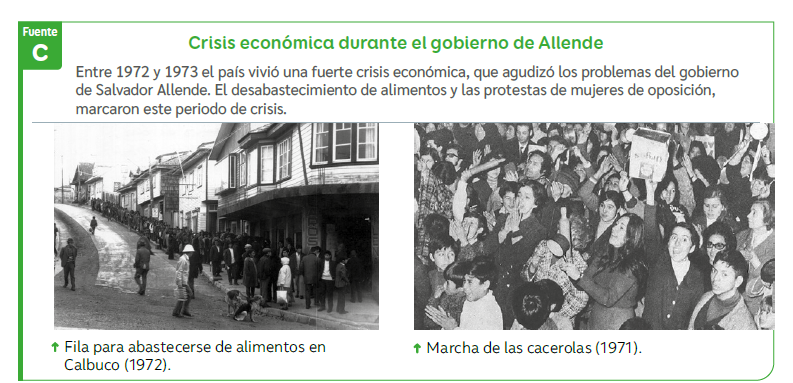 Fuente
C
Crisis económica durante el gobierno de Allende
Entre 1972 y 1973 el país vivió una fuerte crisis económica, que agudizó los problemas del gobierno
de Salvador Allende. El desabastecimiento de alimentos y las protestas de mujeres de oposición,
marcaron este periodo de crisis.
↑ Fila para abastecerse de alimentos en
Calbuco (1972).
↑ Marcha de las cacerolas (1971).